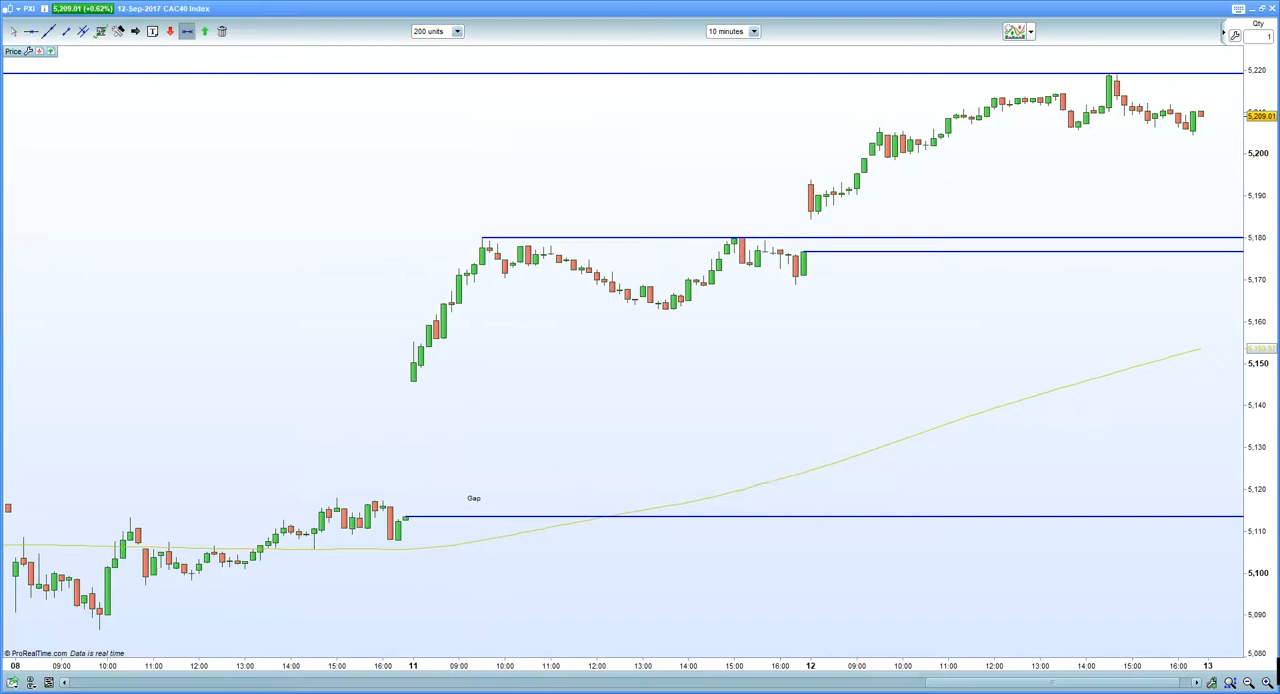 PXI 5,209.01 (+0.62%) 12-Sep-2017 CAC40 Index
200 units 10 minutes Qty
1
Price
5,220
5,209.01
5,200
5,190
5,180
5,170
5,160
5,150
5,140
5,130
5,120
5,110
5,100
5,090
5,080
Gap
© ProRealTime.com Data is real time
08 09:00 10:00 11:00 12:00 13:00 14:00 15:00 16:00 11 09:00 10:00 11:00 12:00 13:00 14:00 15:00 16:00 12 09:00 10:00 11:00 12:00 13:00 14:00 15:00 16:00 13